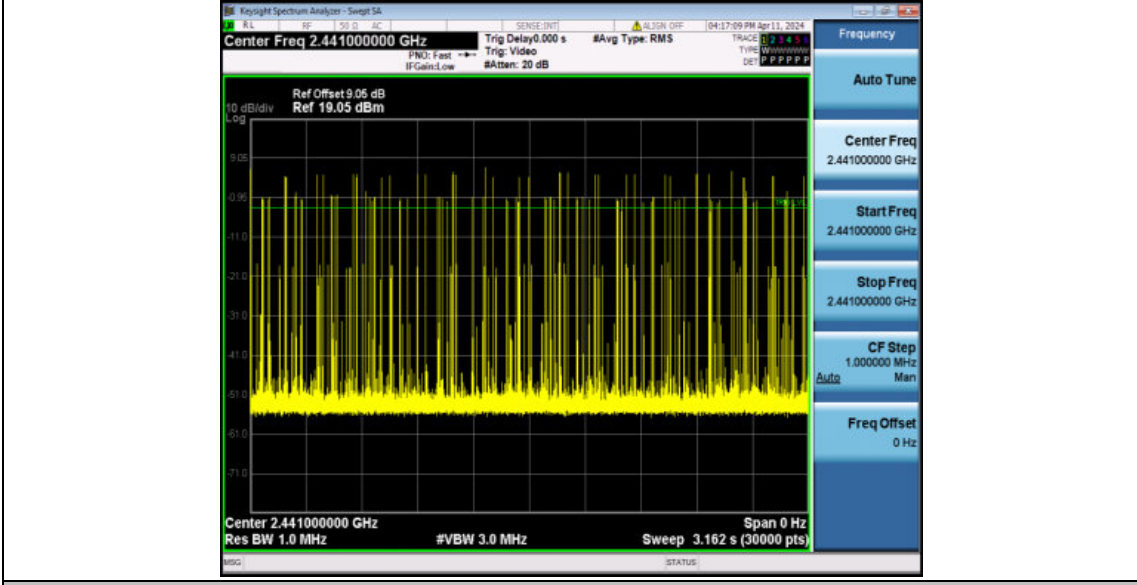 Keysight Spectrum Analyzer - Swept SA
RL RF 50 Ω AC SENSE:INT ALIGN OFF 04:17:09 PM Apr 11, 2024
Center Freq 2.441000000 GHz
PNO: Fast
IFGain:Low
Trig Delay0.000 s
Trig: Video
#Atten: 20 dB
#Avg Type: RMS
TRACE 1 2 3 4 5 6
TYPE WWWWWW
DET P P P P P P
Ref Offset 9.05 dB
10 dB/div Ref 19.05 dBm
Log
9.05
-0.95
-11.0
-21.0
-31.0
-41.0
-51.0
-61.0
-71.0
Center 2.441000000 GHz Span 0 Hz
Res BW 1.0 MHz #VBW 3.0 MHz Sweep 3.162 s (30000 pts)
MSG STATUS
Frequency
Auto Tune
Center Freq
2.441000000 GHz
Start Freq
2.441000000 GHz
Stop Freq
2.441000000 GHz
CF Step
1.000000 MHz
Auto Man
Freq Offset
0 Hz